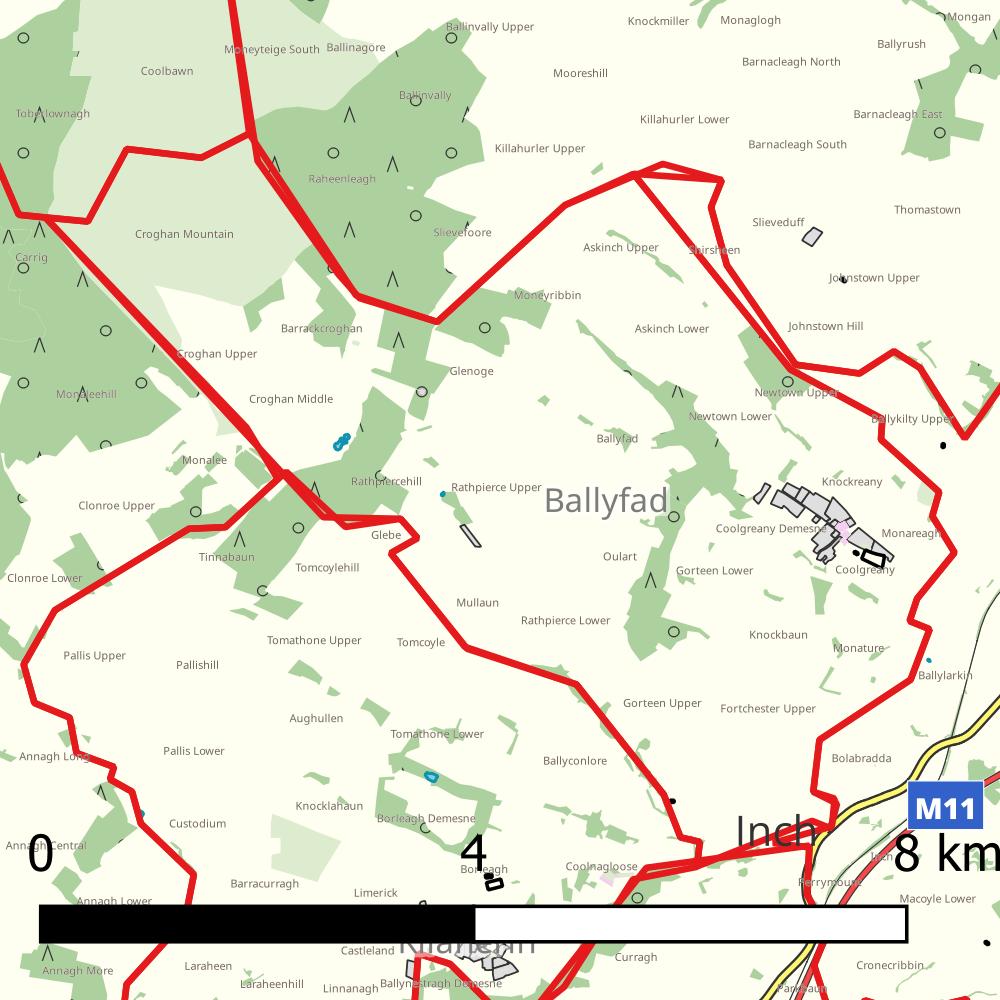 Knockmiller
Monaglogh
Mongan
Ballinvally Upper
Moneyteige South
Ballinagore
Ballyrush
Coolbawn
Mooreshill
Barnacleagh North
Ballinvally
Toberlownagh
Killahurler Lower
Barnacleagh East
Killahurler Upper
Barnacleagh South
Raheenleagh
Thomastown
Croghan Mountain
Slievefoore
Slieveduff
Askinch Upper
Shirsheen
Carrig
Johnstown Upper
Moneyribbin
Barrackcroghan
Askinch Lower
Johnstown Hill
Croghan Upper
Glenoge
Monaleehill
Croghan Middle
Newtown Upper
Newtown Lower
Ballykilty Upper
Ballyfad
Monalee
Rathpiercehill
Rathpierce Upper
Knockreany
Ballyfad
Clonroe Upper
Glebe
Coolgreany Demesne
Monareagh
Tinnabaun
Oulart
Tomcoylehill
Gorteen Lower
Coolgreany
Clonroe Lower
Mullaun
Rathpierce Lower
Tomathone Upper
Tomcoyle
Knockbaun
Monature
Pallis Upper
Pallishill
Ballylarkin
Gorteen Upper
Fortchester Upper
Aughullen
Tomathone Lower
Pallis Lower
Annagh Long
Ballyconlore
Bolabradda
Knocklahaun
M11
Borleagh Demesne
Custodium
Inch
Annagh Central
0
4
8 km
Inch
Borleagh
Coolnagloose
Barracurragh
Perrymount
Limerick
Annagh Lower
Macoyle Lower
Kilanerin
Castleland
Curragh
Laraheen
Cronecribbin
Annagh More
Laraheenhill
Linnanagh
Ballynestragh Demesne
Parkbaun